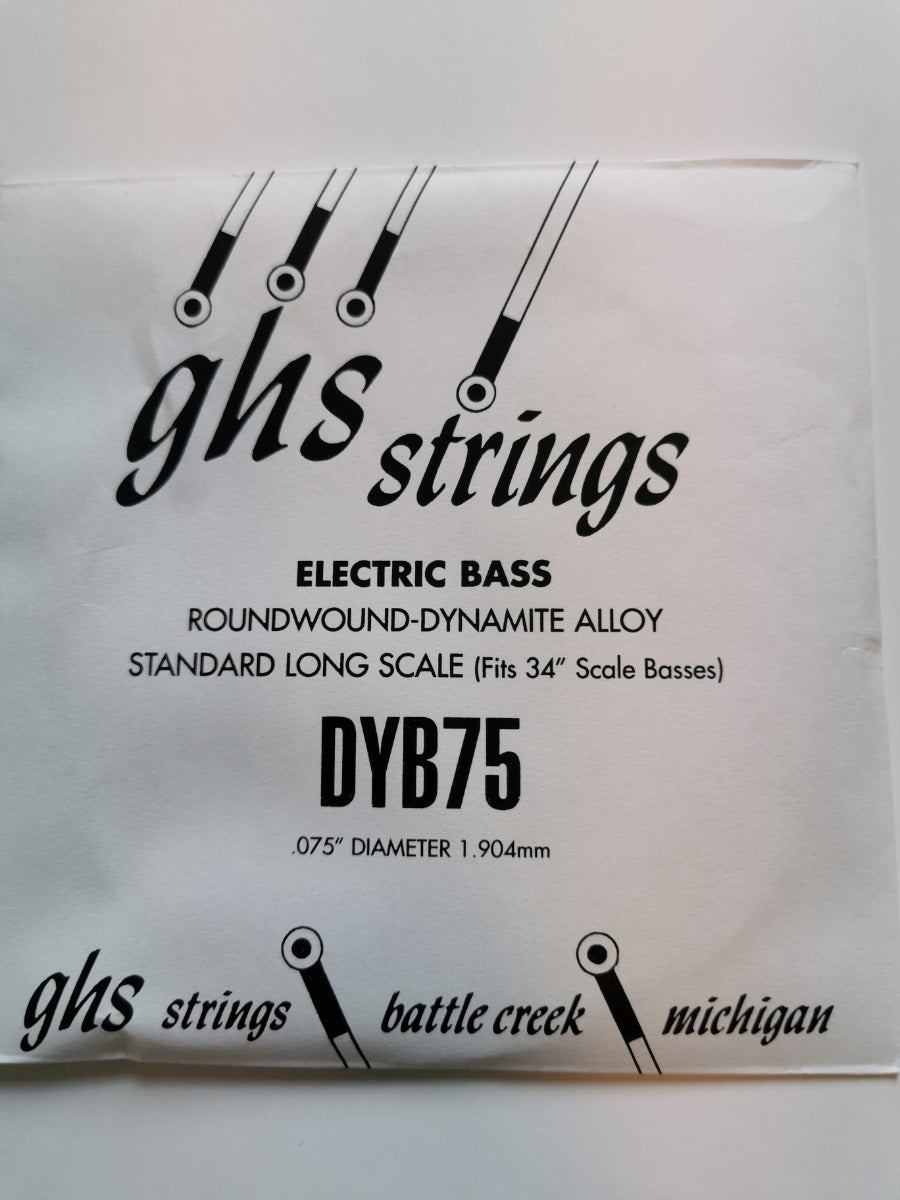 ghs
strings
ELECTRIC BASS
ROUNDWOUND-DYNAMITE ALLOY
STANDARD LONG SCALE (Fits 34" Scale Basses)
DYB75
.075" DIAMETER 1.904mm
ghs strings battle creek michigan